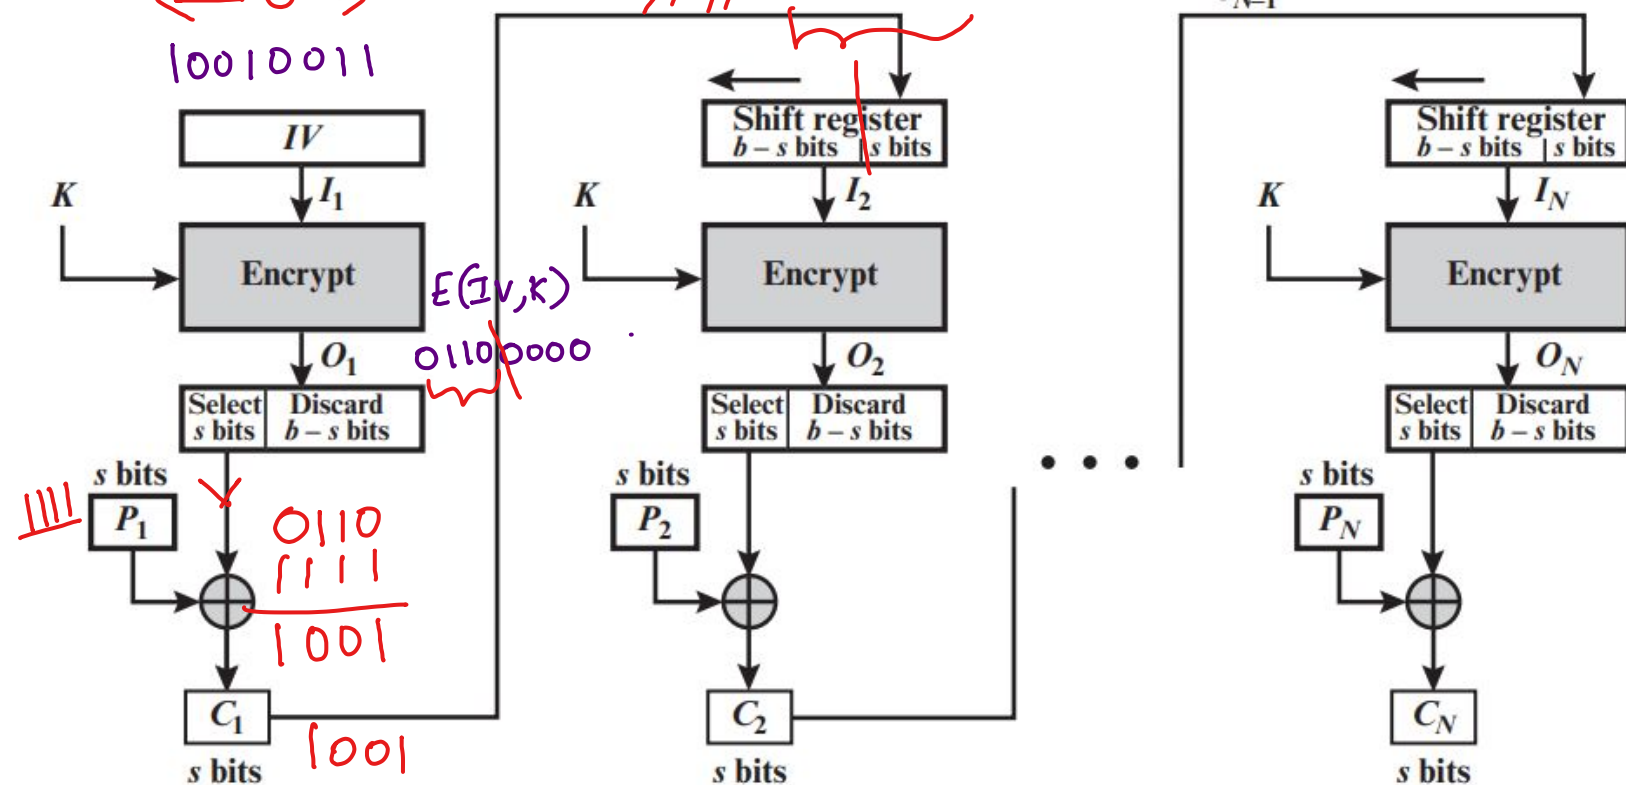 N–1
10010011
IV
Shift register
b – s bits | s bits
Shift register
b – s bits | s bits
K
I1
K
I2
K
IN
Encrypt
E(IV,K)
Encrypt
Encrypt
O1
01100000
O2
ON
Select s bits
Discard b – s bits
Select s bits
Discard b – s bits
Select s bits
Discard b – s bits
s bits
s bits
s bits
1111
P1
0110
P2
PN
1111
1001
C1
C2
CN
1001
s bits
s bits
s bits